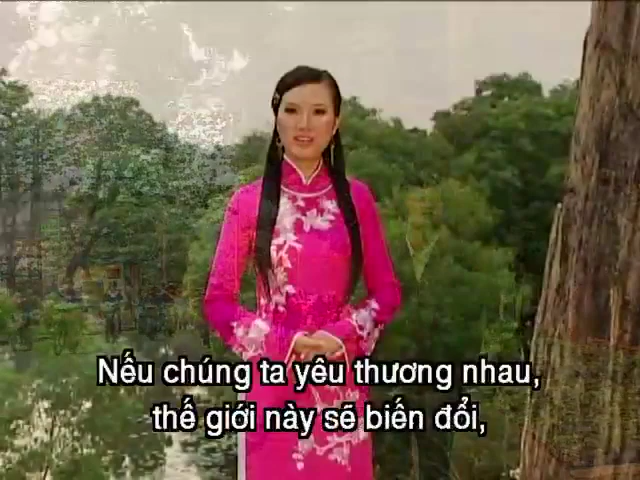 Nếu chúng ta yêu thương nhau,
thế giới này sẽ biến đổi,